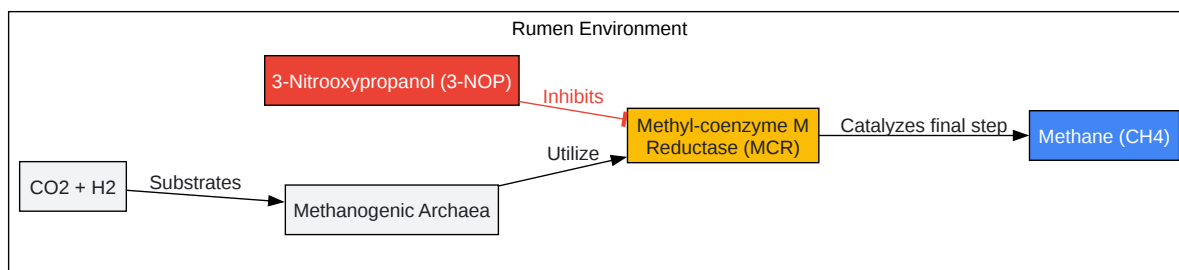 Rumen Environment
3-Nitrooxypropanol (3-NOP)
Inhibits
Methyl-coenzyme M
Reductase (MCR)
Catalyzes final step
Methane (CH4)
Utilize
CO2 + H2
Substrates
Methanogenic Archaea